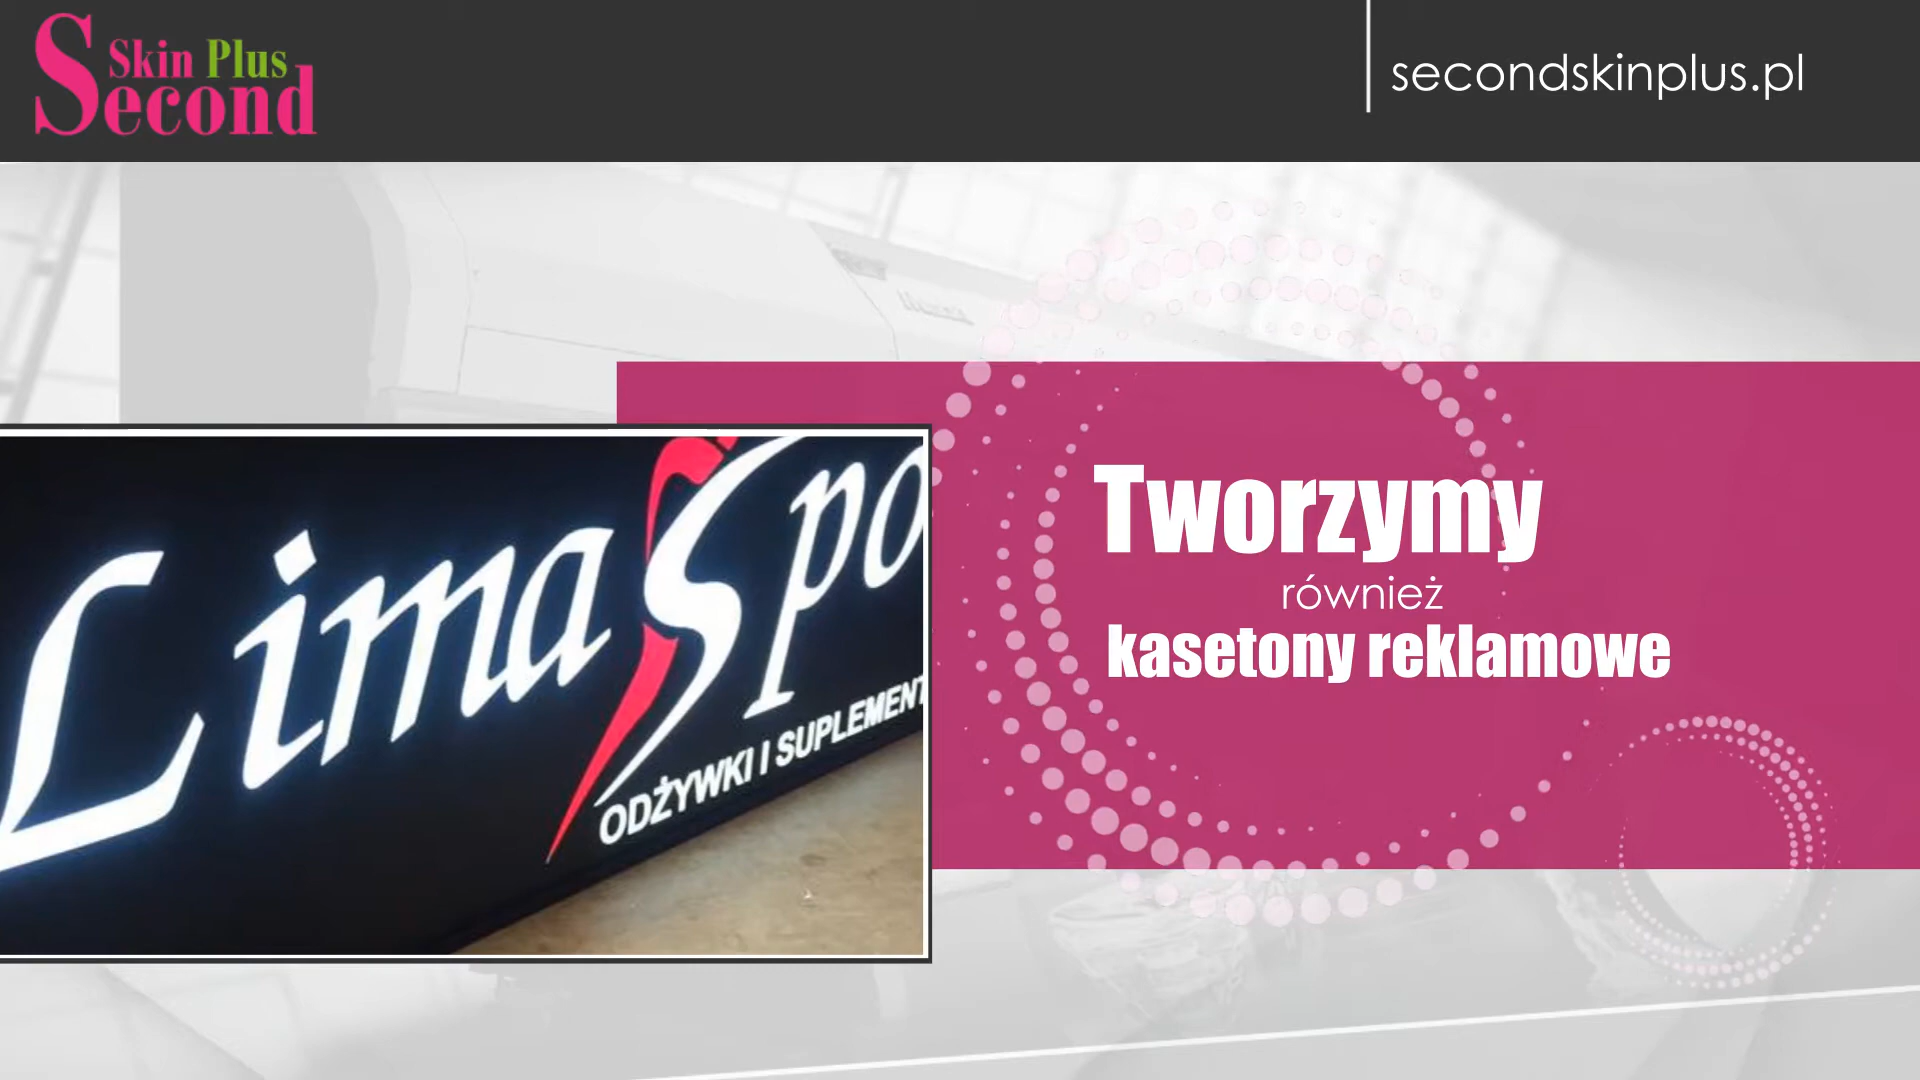 Skin Plus
Second
secondskinplus.pl
Lima Spo
ODŻYWKI I SUPLEMENT
Tworzymy
również
kasetony reklamowe